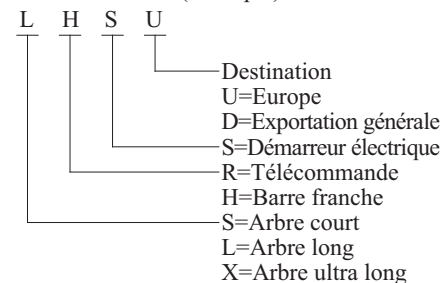 L H S U
Destination
U=Europe
D=Exportation générale
S=Démarreur électrique
R=Télécommande
H=Barre franche
S=Arbre court
L=Arbre long
X=Arbre ultra long